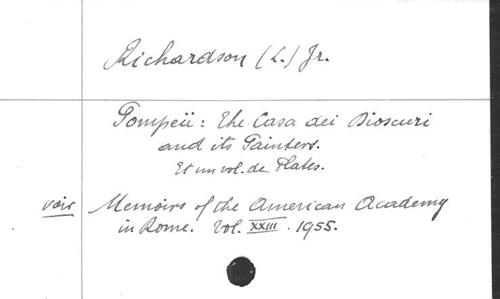 Richardson (L.) Jr.
Pompeii: The Casa dei Dioscuri
and its Painters.
Et un vol. de Plates.
voir Memoirs of the American Academy
in Rome. Vol. XXIII. 1955.